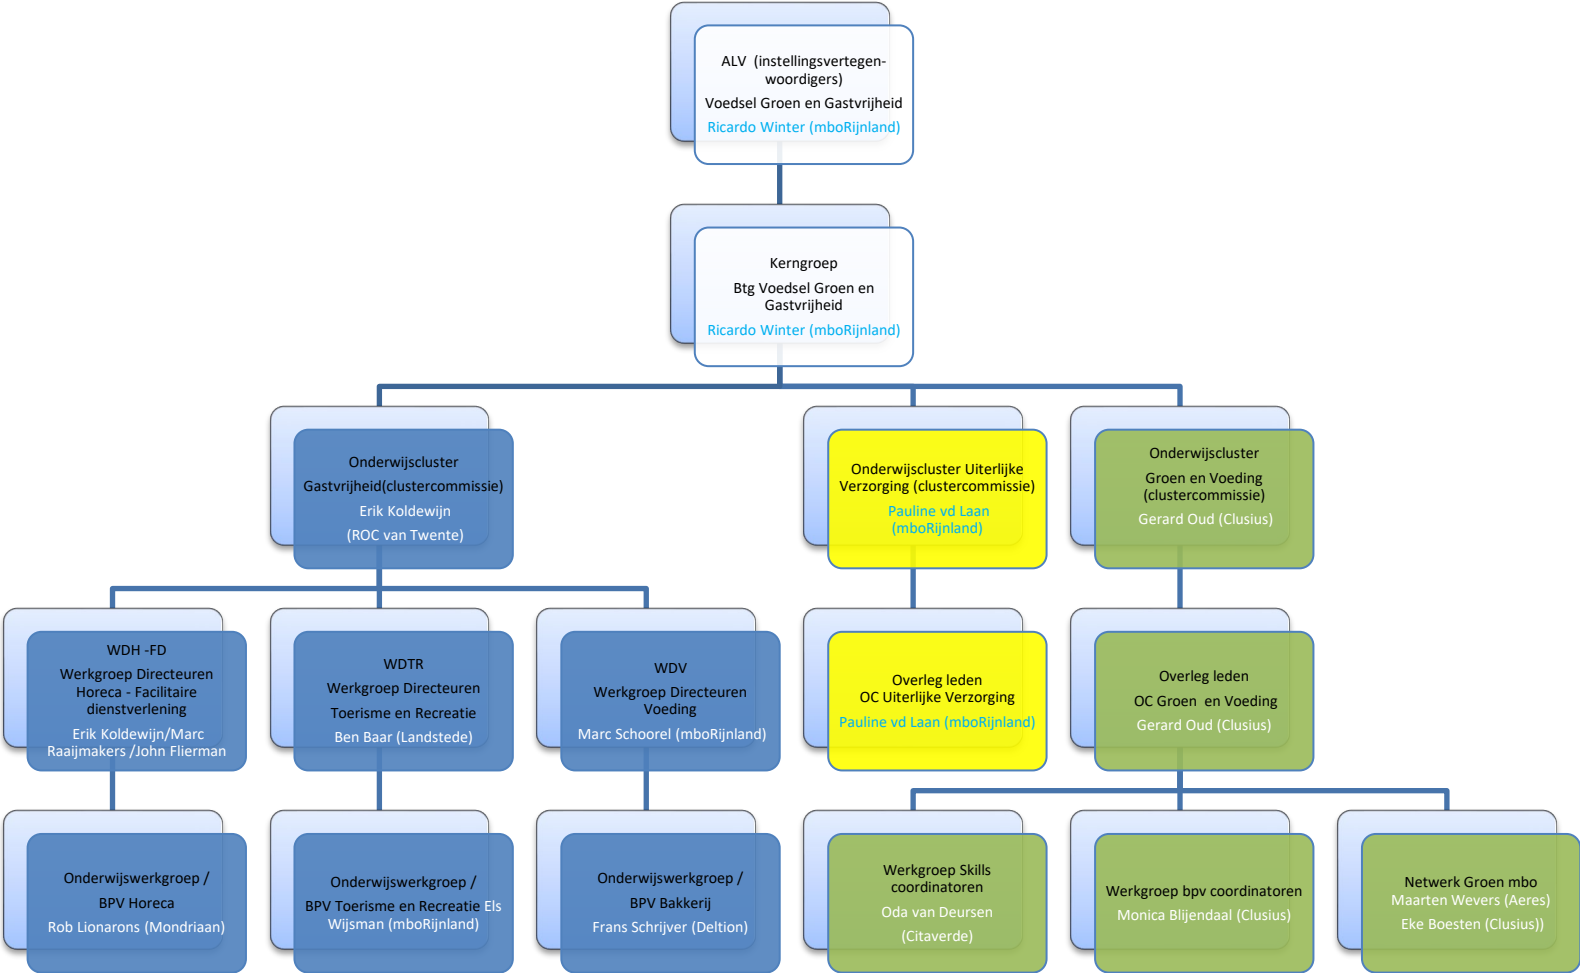 ALV  (instellingsvertegen-
woordigers)
Voedsel Groen en Gastvrijheid
Ricardo Winter (mboRijnland)
Kerngroep
Btg Voedsel Groen en
Gastvrijheid
Ricardo Winter (mboRijnland)
Onderwijscluster
Gastvrijheid(clustercommissie)
Erik Koldewijn
(ROC van Twente)
Onderwijscluster Uiterlijke
Verzorging (clustercommissie)
Pauline vd Laan
(mboRijnland)
Onderwijscluster
Groen en Voeding
(clustercommissie)
Gerard Oud (Clusius)
WDH -FD
Werkgroep Directeuren
Horeca - Facilitaire
dienstverlening
Erik Koldewijn/Marc
Raaijmakers /John Flierman
WDTR
Werkgroep Directeuren
Toerisme en Recreatie
Ben Baar (Landstede)
WDV
Werkgroep Directeuren
Voeding
Marc Schoorel (mboRijnland)
Overleg leden
OC Uiterlijke Verzorging
Pauline vd Laan (mboRijnland)
Overleg leden
OC Groen  en Voeding
Gerard Oud (Clusius)
Onderwijswerkgroep /
BPV Horeca
Rob Lionarons (Mondriaan)
Onderwijswerkgroep /
BPV Toerisme en Recreatie Els
Wijsman (mboRijnland)
Onderwijswerkgroep /
BPV Bakkerij
Frans Schrijver (Deltion)
Werkgroep Skills
coordinatoren
Oda van Deursen
(Citaverde)
Werkgroep bpv coordinatoren
Monica Blijendaal (Clusius)
Netwerk Groen mbo
Maarten Wevers (Aeres)
Eke Boesten (Clusius))